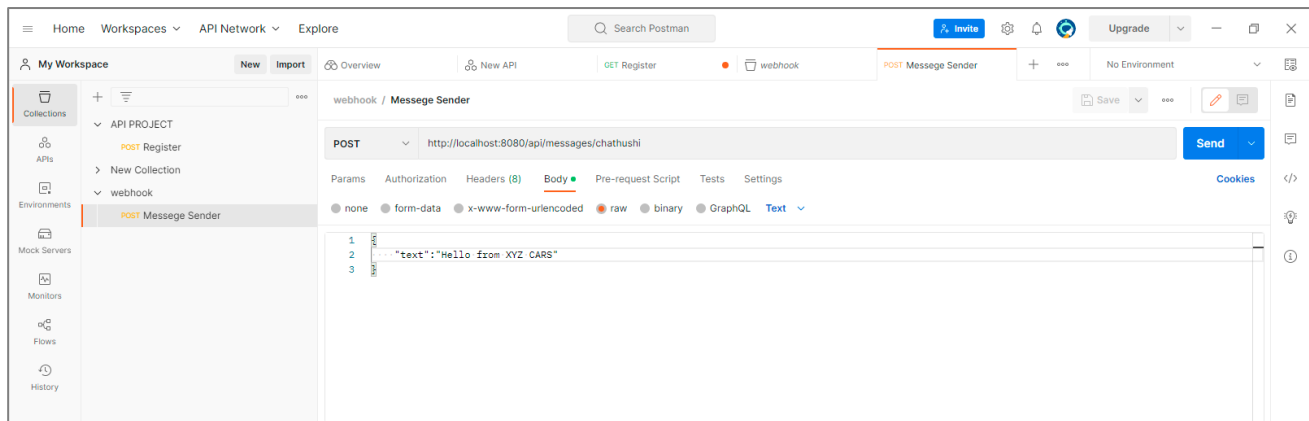 Home Workspaces API Network Explore Search Postman Invite Upgrade
My Workspace New Import Overview New API GET Register webhook POST Messege Sender No Environment
Collections
APIs
Environments
Mock Servers
Monitors
Flows
History
API PROJECT
POST Register
New Collection
webhook
POST Messege Sender
webhook / Messege Sender Save
POST http://localhost:8080/api/messages/chathushi Send
Params Authorization Headers (8) Body Pre-request Script Tests Settings Cookies
none form-data x-www-form-urlencoded raw binary GraphQL Text
1 {
2 "text":"Hello from XYZ CARS"
3 }